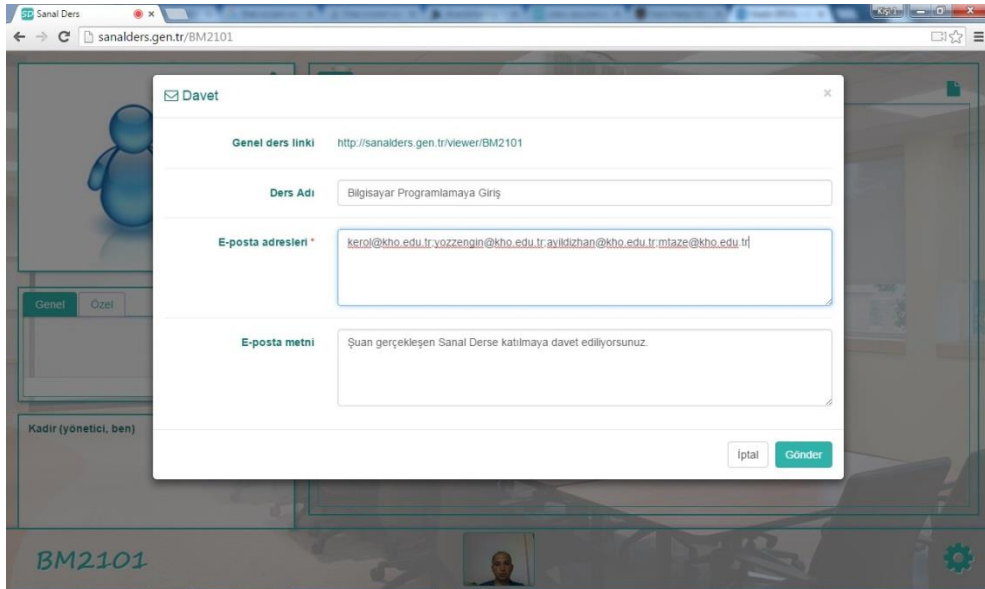 Sanal Ders
sanalders.gen.tr/BM2101
Davet
Genel ders linki http://sanalders.gen.tr/viewer/BM2101
Ders Adı Bilgisayar Programlamaya Giriş
E-posta adresleri * kerol@kho.edu.tr;yozzengin@kho.edu.tr;ayildizhan@kho.edu.tr;mtaze@kho.edu.tr
E-posta metni Şuan gerçekleşen Sanal Derse katılmaya davet ediliyorsunuz.
Genel Özel
Kadir (yönetici, ben)
İptal Gönder
BM2101